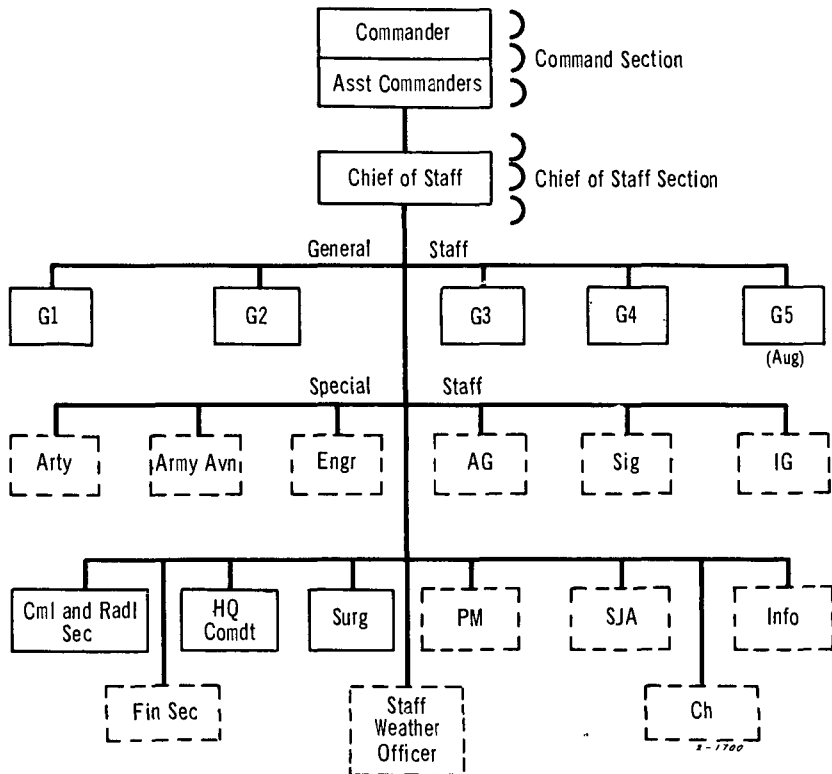 Commander
Command Section
Asst Commanders
Chief of Staff
Chief of Staff Section
General Staff
G1
G2
G3
G4
G5
(Aug)
Special Staff
Arty
Army Avn
Engr
AG
Sig
IG
Cml and Radl
Sec
HQ
Comdt
Surg
PM
SJA
Info
Fin Sec
Staff
Weather
Officer
Ch
2-1700